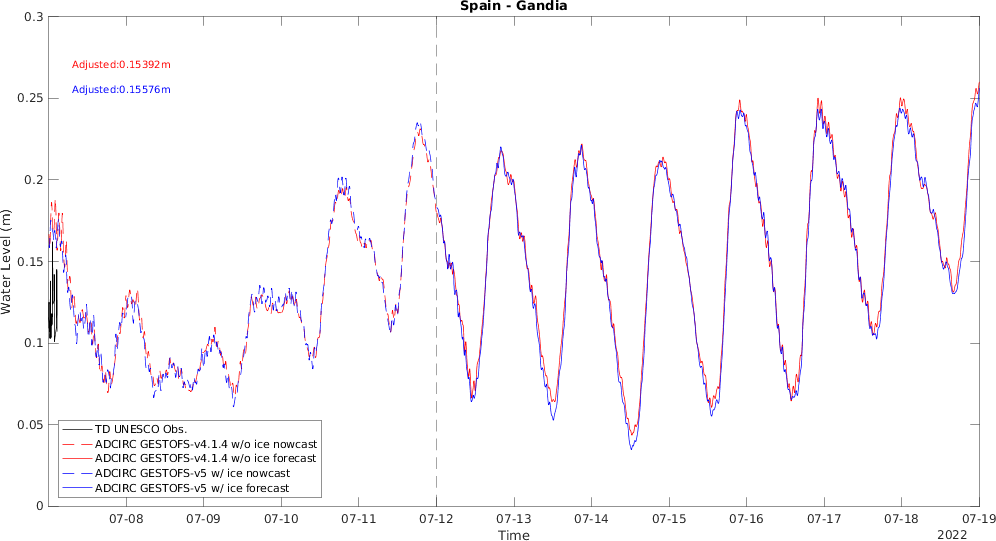 Spain - Gandia
0.3
0.25
0.2
0.15
0.1
0.05
0
Water Level (m)
Adjusted:0.15392m
Adjusted:0.15576m
TD UNESCO Obs.
ADCIRC GESTOFS-v4.1.4 w/o ice nowcast
ADCIRC GESTOFS-v4.1.4 w/o ice forecast
ADCIRC GESTOFS-v5 w/ ice nowcast
ADCIRC GESTOFS-v5 w/ ice forecast
07-08 07-09 07-10 07-11 07-12 07-13 07-14 07-15 07-16 07-17 07-18 07-19
Time
2022